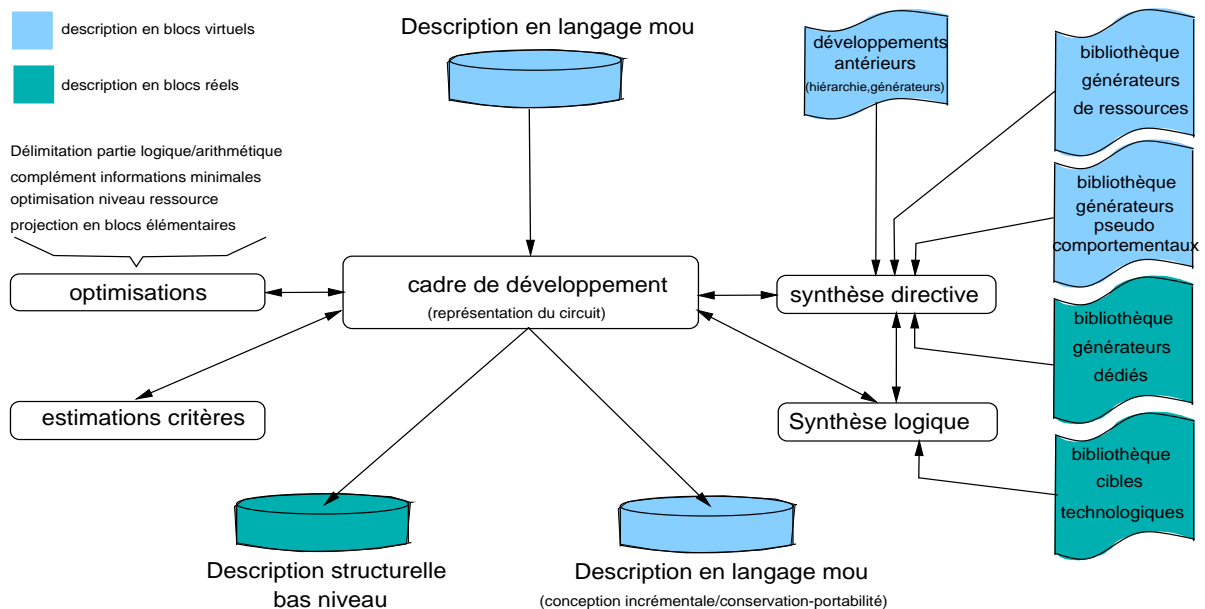 description en blocs virtuels
description en blocs réels
Description en langage mou
développements
antérieurs
(hiérarchie,générateurs)
bibliothèque
générateurs
de ressources
Délimitation partie logique/arithmétique
complément informations minimales
optimisation niveau ressource
projection en blocs élémentaires
bibliothèque
générateurs
pseudo
comportementaux
optimisations
cadre de développement
(représentation du circuit)
synthèse directive
bibliothèque
générateurs
dédiés
estimations critères
Synthèse logique
bibliothèque
cibles
technologiques
Description structurelle
bas niveau
Description en langage mou
(conception incrémentale/conservation-portabilité)